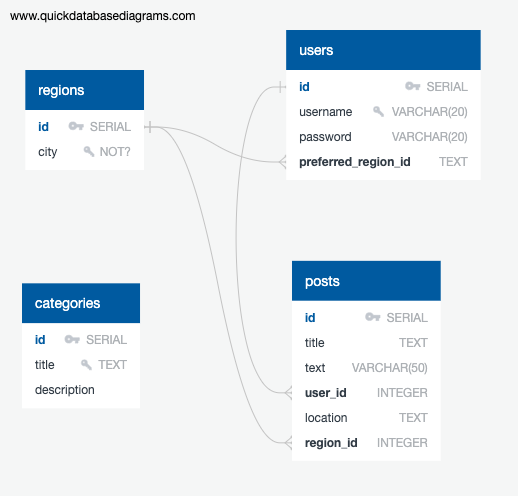 www.quickdatabasediagrams.com
regions
id SERIAL
city NOT?
users
id SERIAL
username VARCHAR(20)
password VARCHAR(20)
preferred_region_id TEXT
categories
id SERIAL
title TEXT
description
posts
id SERIAL
title TEXT
text VARCHAR(50)
user_id INTEGER
location TEXT
region_id INTEGER